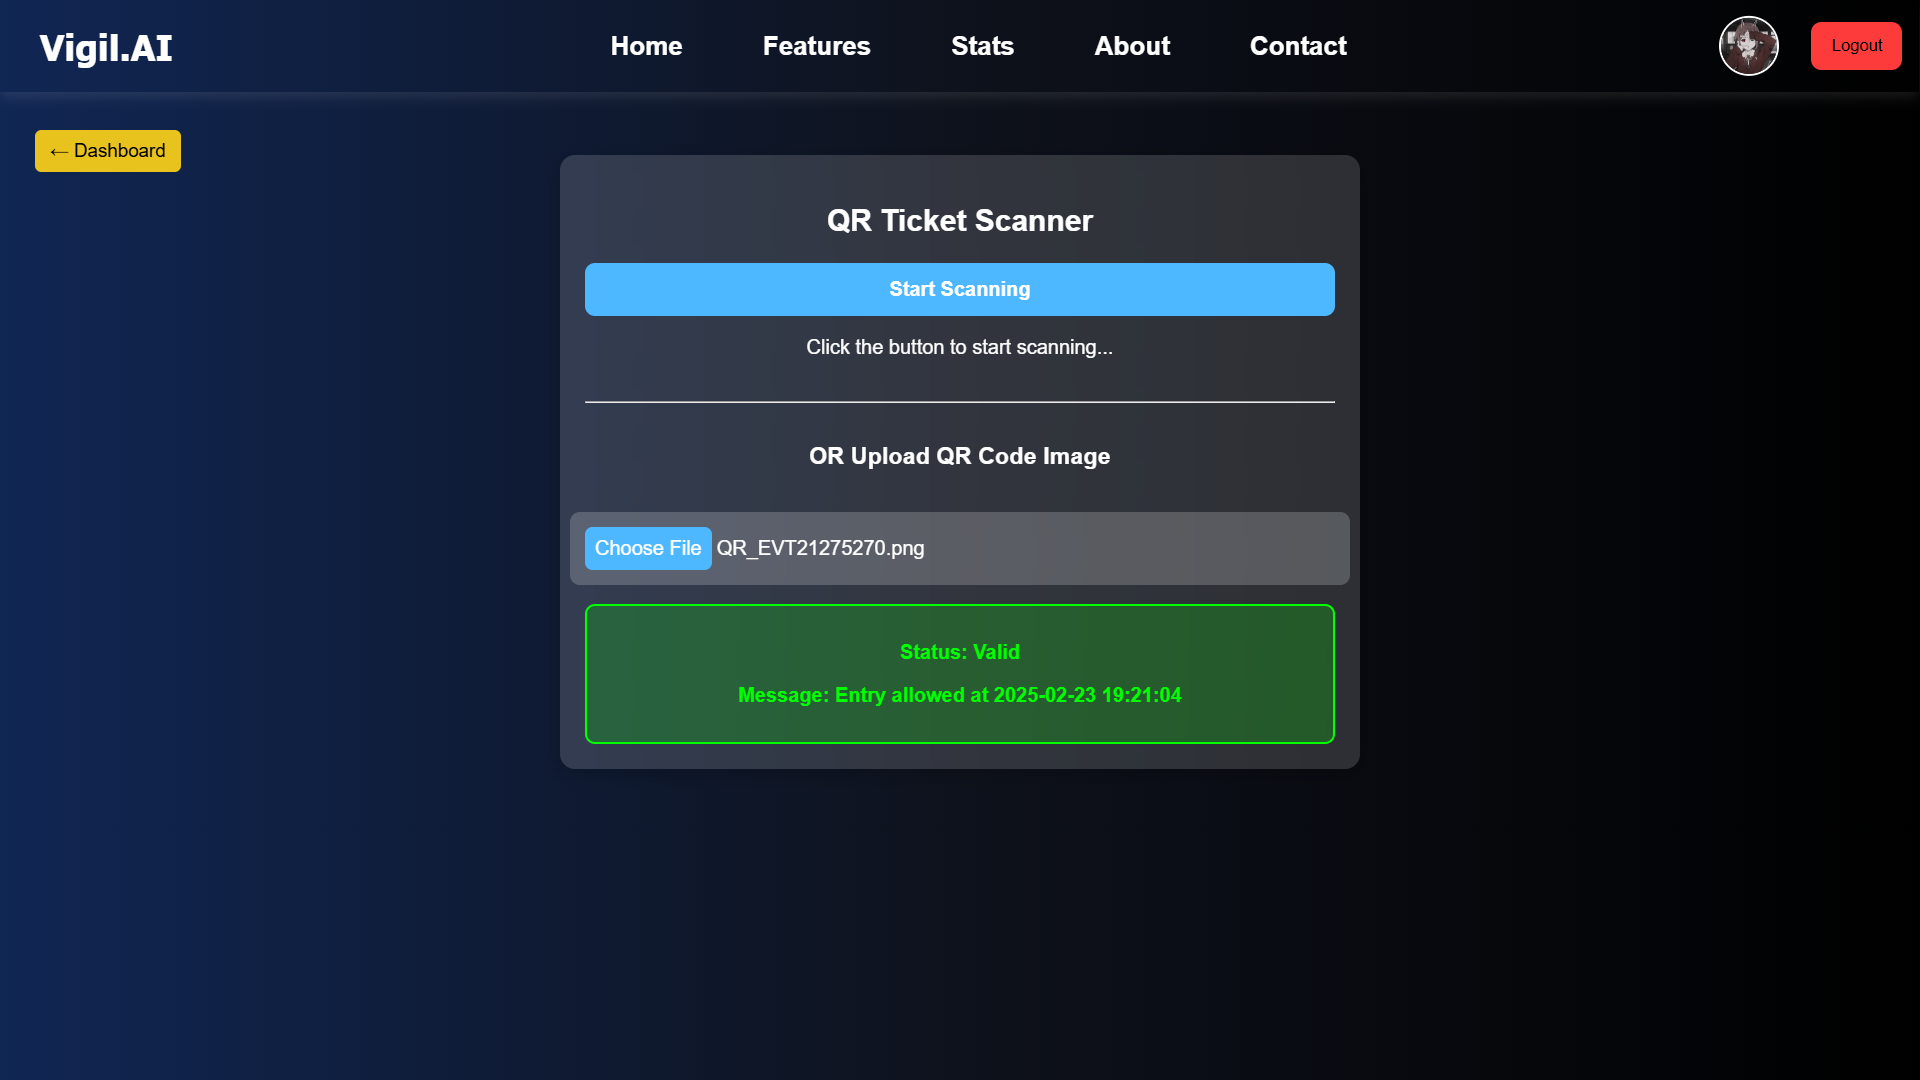 Vigil.AI
Home Features Stats About Contact
Logout
← Dashboard
QR Ticket Scanner
Start Scanning
Click the button to start scanning...
OR Upload QR Code Image
Choose File QR_EVT21275270.png
Status: Valid
Message: Entry allowed at 2025-02-23 19:21:04